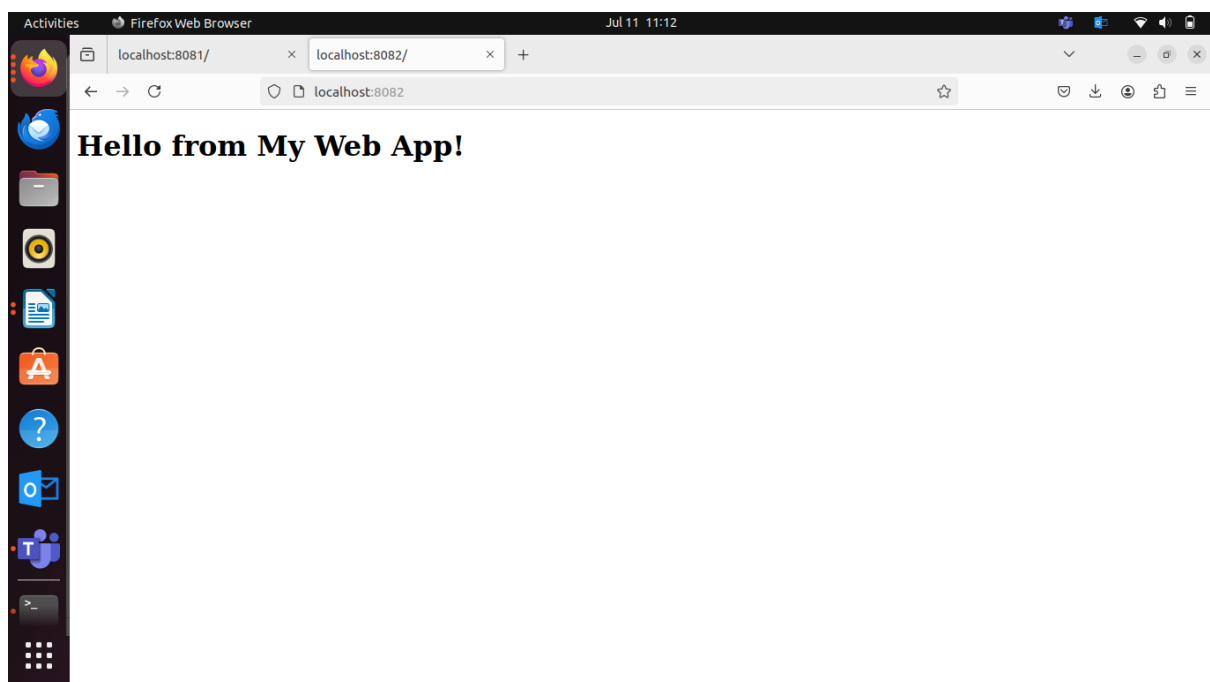 Activities Firefox Web Browser Jul 11 11:12
localhost:8081/ localhost:8082/
localhost:8082
Hello from My Web App!